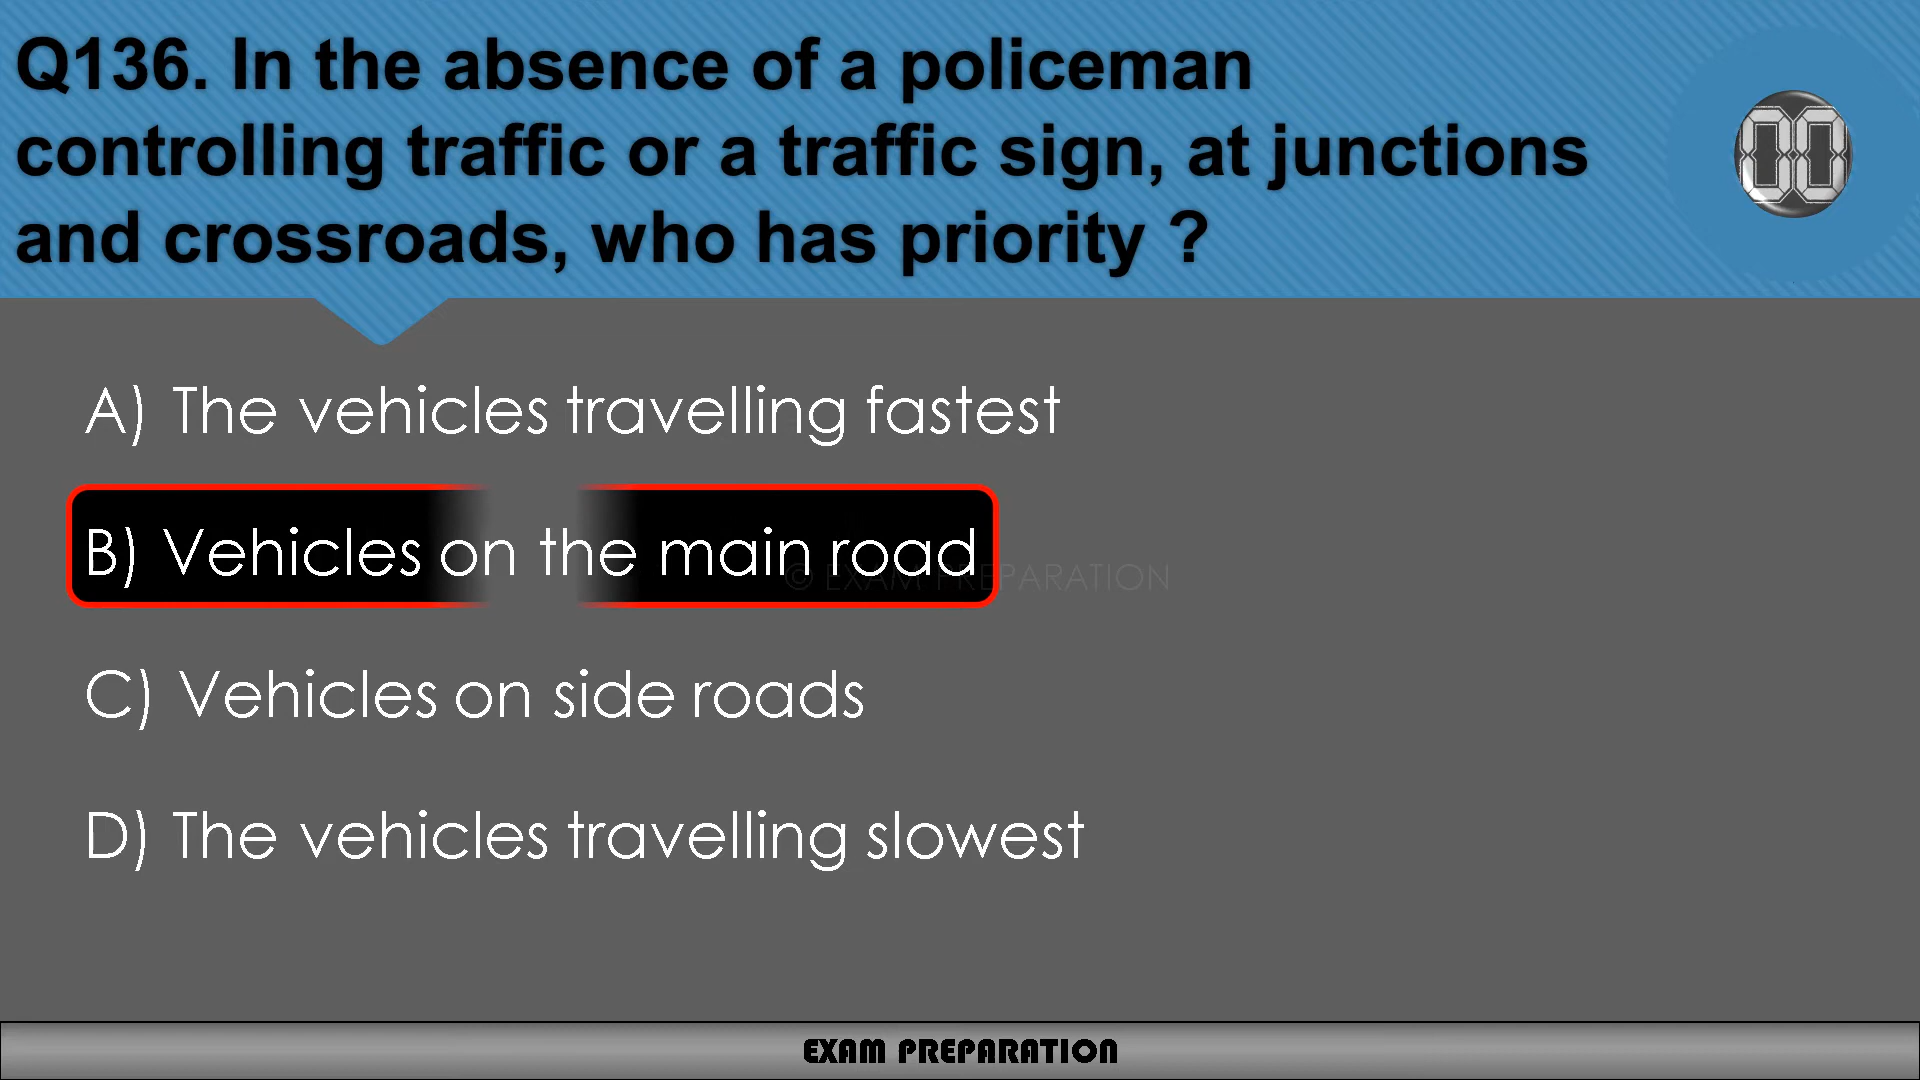 Q136. In the absence of a policeman
controlling traffic or a traffic sign, at junctions
and crossroads, who has priority ?
00
A) The vehicles travelling fastest
B) Vehicles on the main road
© EXAM PREPARATION
C) Vehicles on side roads
D) The vehicles travelling slowest
EXAM PREPARATION